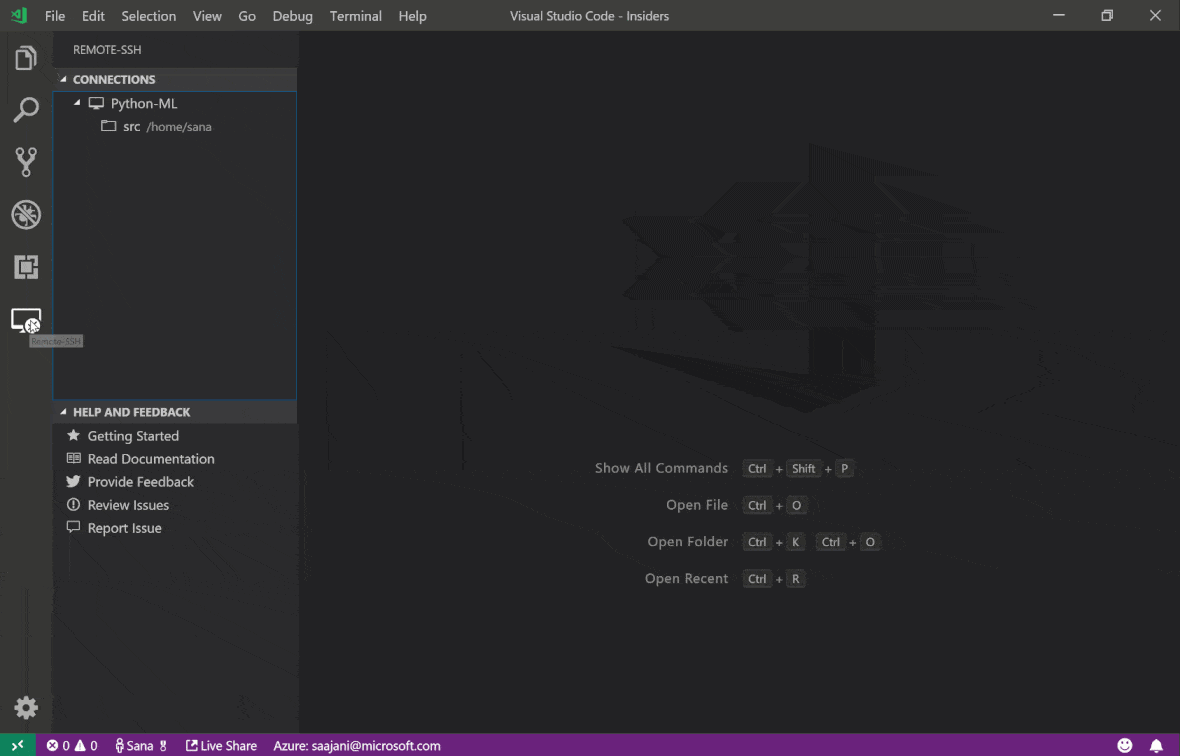 File Edit Selection View Go Debug Terminal Help Visual Studio Code - Insiders
REMOTE-SSH
CONNECTIONS
Python-ML
src /home/sana
Remote-SSH
HELP AND FEEDBACK
Getting Started
Read Documentation
Provide Feedback
Review Issues
Report Issue
Show All Commands Ctrl + Shift + P
Open File Ctrl + O
Open Folder Ctrl + K Ctrl + O
Open Recent Ctrl + R
0 0 Sana Live Share Azure: saajani@microsoft.com